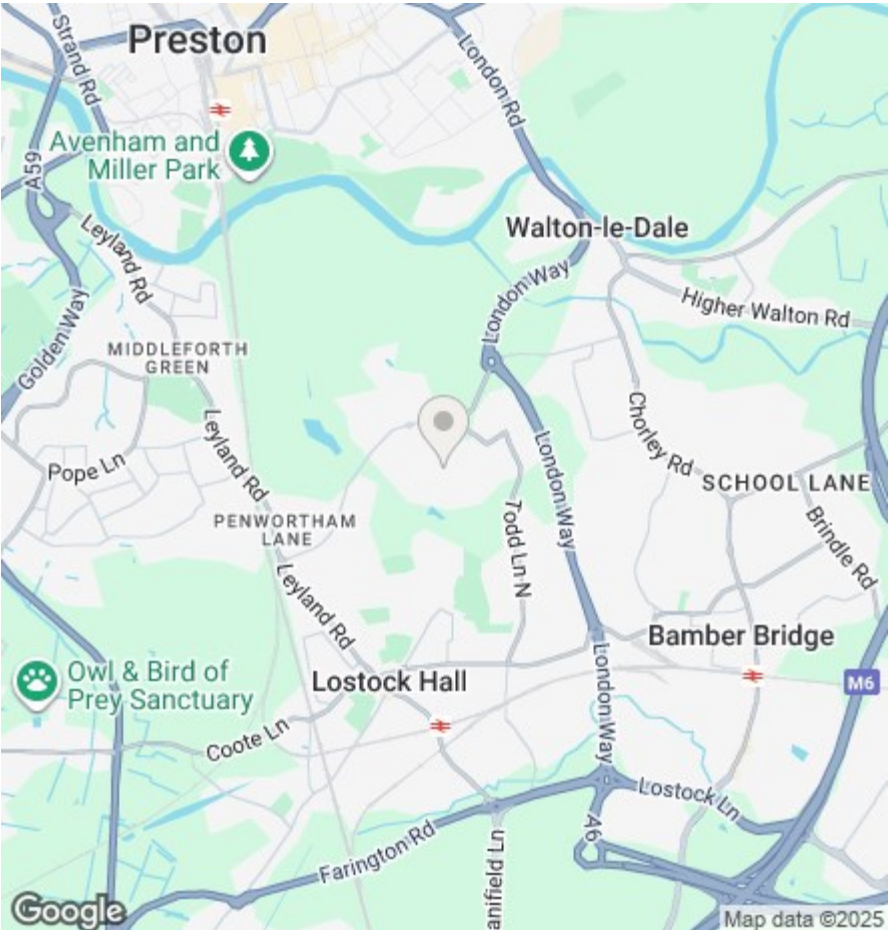 Preston
Strand Rd
London Rd
Avenham and
Miller Park
A59
Leyland Rd
Walton-le-Dale
London Way
Higher Walton Rd
Golden Way
MIDDLEFORTH
GREEN
Leyland Rd
Chorley Rd
London Way
Pope Ln
SCHOOL LANE
PENWORTHAM
LANE
Todd Ln N
Brindle Rd
Leyland Rd
Bamber Bridge
Owl & Bird of
Prey Sanctuary
Lostock Hall
London Way
M6
Coote Ln
Lostock Ln
A6
Farington Rd
anifield Ln
Google
Map data ©2025